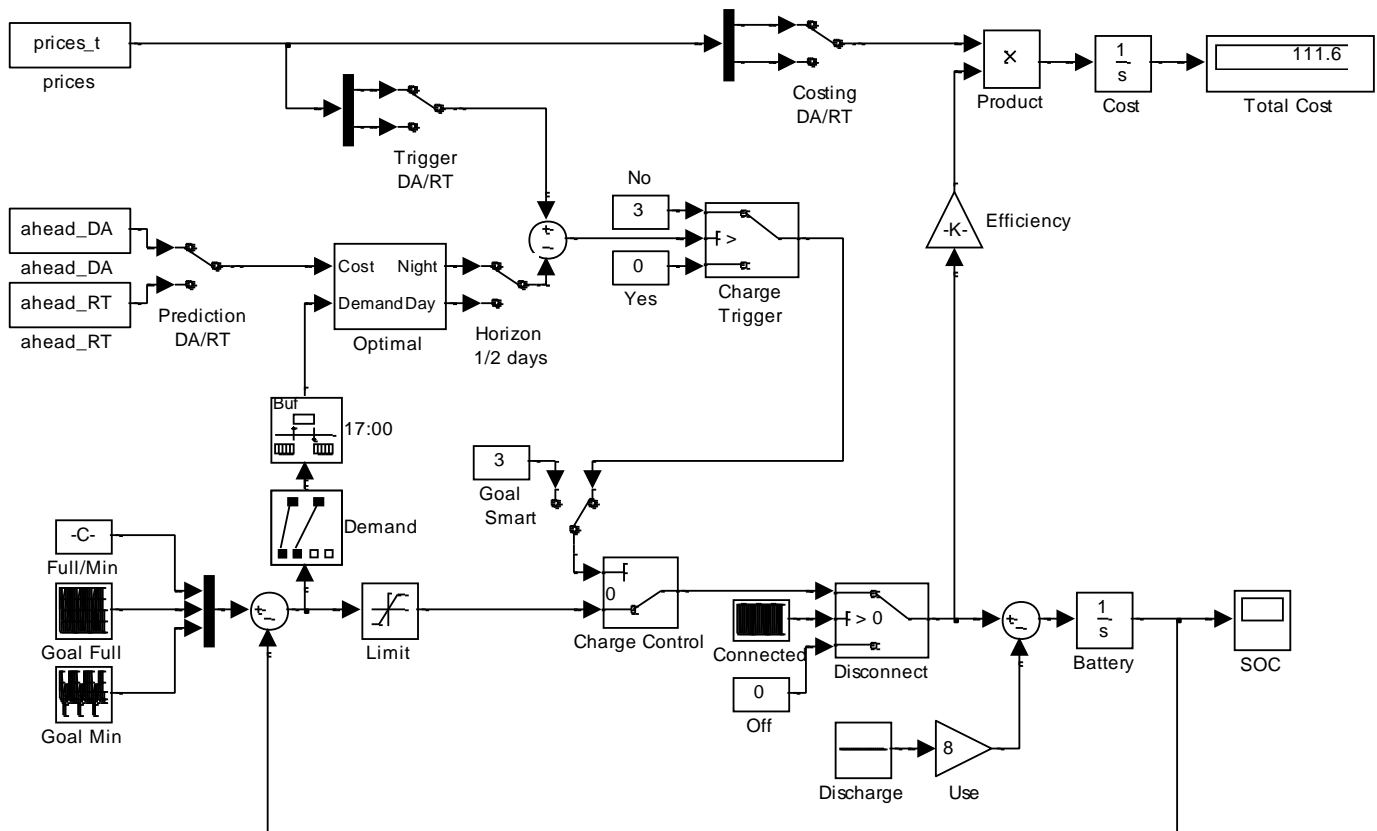 prices_t
prices
Trigger
DA/RT
Costing
DA/RT
x
Product
1
s
Cost
111.6
Total Cost
ahead_DA
ahead_DA
ahead_RT
ahead_RT
Prediction
DA/RT
Cost Night
Demand Day
Optimal
Horizon
1/2 days
+
-
No
3
0
Yes
>
Charge
Trigger
-K-
Efficiency
Buf
17:00
Demand
3
Goal
Smart
-C-
Full/Min
Goal Full
Goal Min
+
-
Limit
0
Charge Control
Connected
0
Off
> 0
Disconnect
+
-
1
s
Battery
SOC
Discharge
8
Use